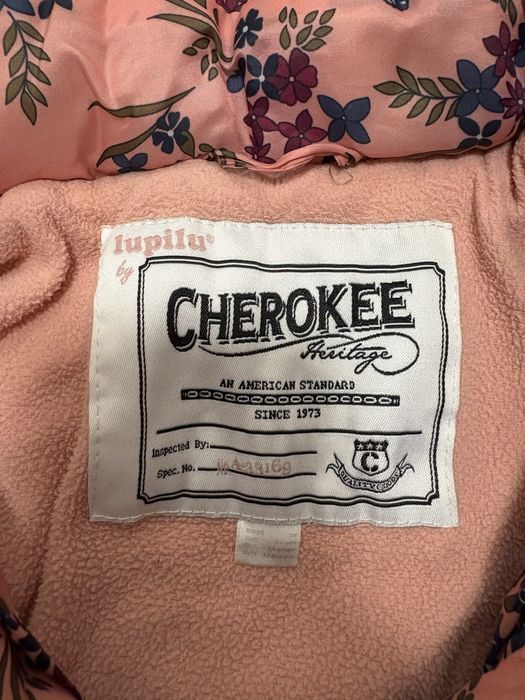 lupilu®
by
CHEROKEE
Heritage
AN AMERICAN STANDARD
SINCE 1973
Inspected By:
Spec. No.
C
QUALITY GOODS